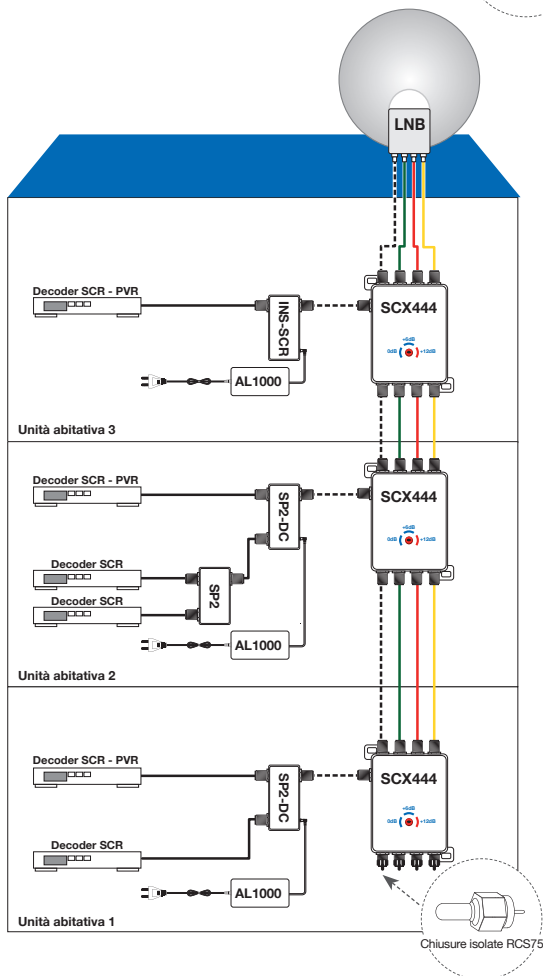 LNB
Decoder SCR - PVR
INS-SCR
SCX444
+6dB
0dB
+12dB
AL1000
Unità abitativa 3
Decoder SCR - PVR
SP2-DC
SCX444
+6dB
0dB
+12dB
Decoder SCR
SP2
Decoder SCR
AL1000
Unità abitativa 2
Decoder SCR - PVR
SP2-DC
SCX444
+6dB
0dB
+12dB
Decoder SCR
AL1000
Unità abitativa 1
Chiusure isolate RCS75